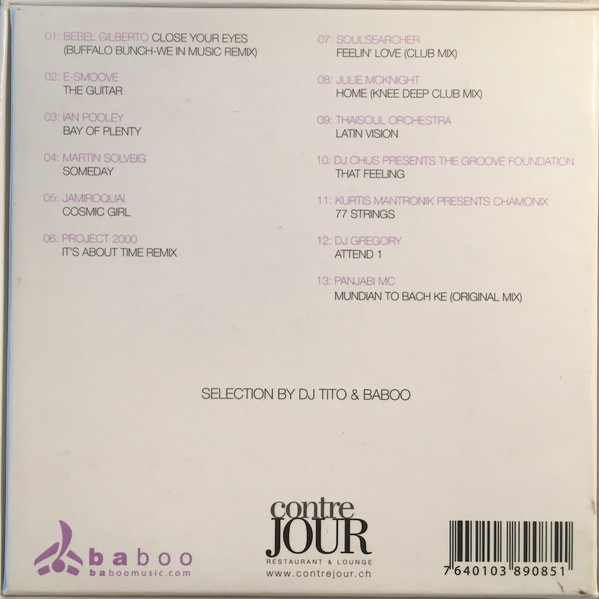 01: BEBEL GILBERTO CLOSE YOUR EYES
(BUFFALO BUNCH-WE IN MUSIC REMIX)
02: E-SMOOVE
THE GUITAR
03: IAN POOLEY
BAY OF PLENTY
04: MARTIN SOLVEIG
SOMEDAY
05: JAMIROQUAI
COSMIC GIRL
06: PROJECT 2000
IT'S ABOUT TIME REMIX
07: SOULSEARCHER
FEELIN' LOVE (CLUB MIX)
08: JULIE MCKNIGHT
HOME (KNEE DEEP CLUB MIX)
09: THAISOUL ORCHESTRA
LATIN VISION
10: DJ CHUS PRESENTS THE GROOVE FOUNDATION
THAT FEELING
11: KURTIS MANTRONIK PRESENTS CHAMONIX
77 STRINGS
12: DJ GREGORY
ATTEND 1
13: PANJABI MC
MUNDIAN TO BACH KE (ORIGINAL MIX)
SELECTION BY DJ TITO & BABOO
baboo
baboomusic.com
contre
JOUR
RESTAURANT & LOUNGE
www.contrejour.ch
7640103 890851